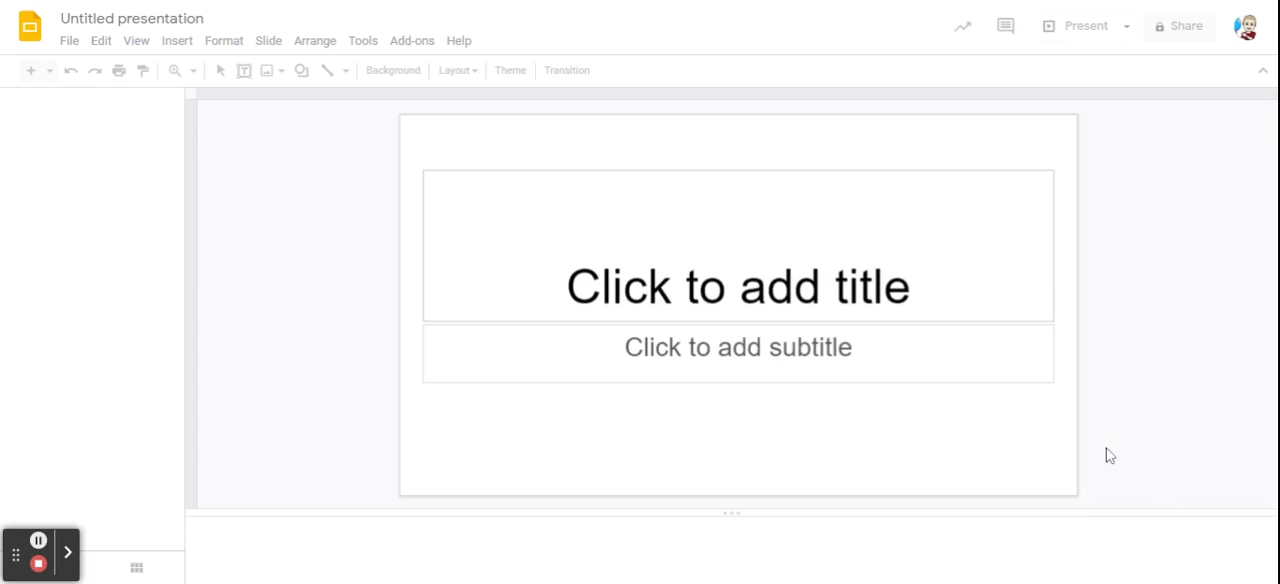 Untitled presentation
File Edit View Insert Format Slide Arrange Tools Add-ons Help
Present Share
Background Layout Theme Transition
Click to add title
Click to add subtitle